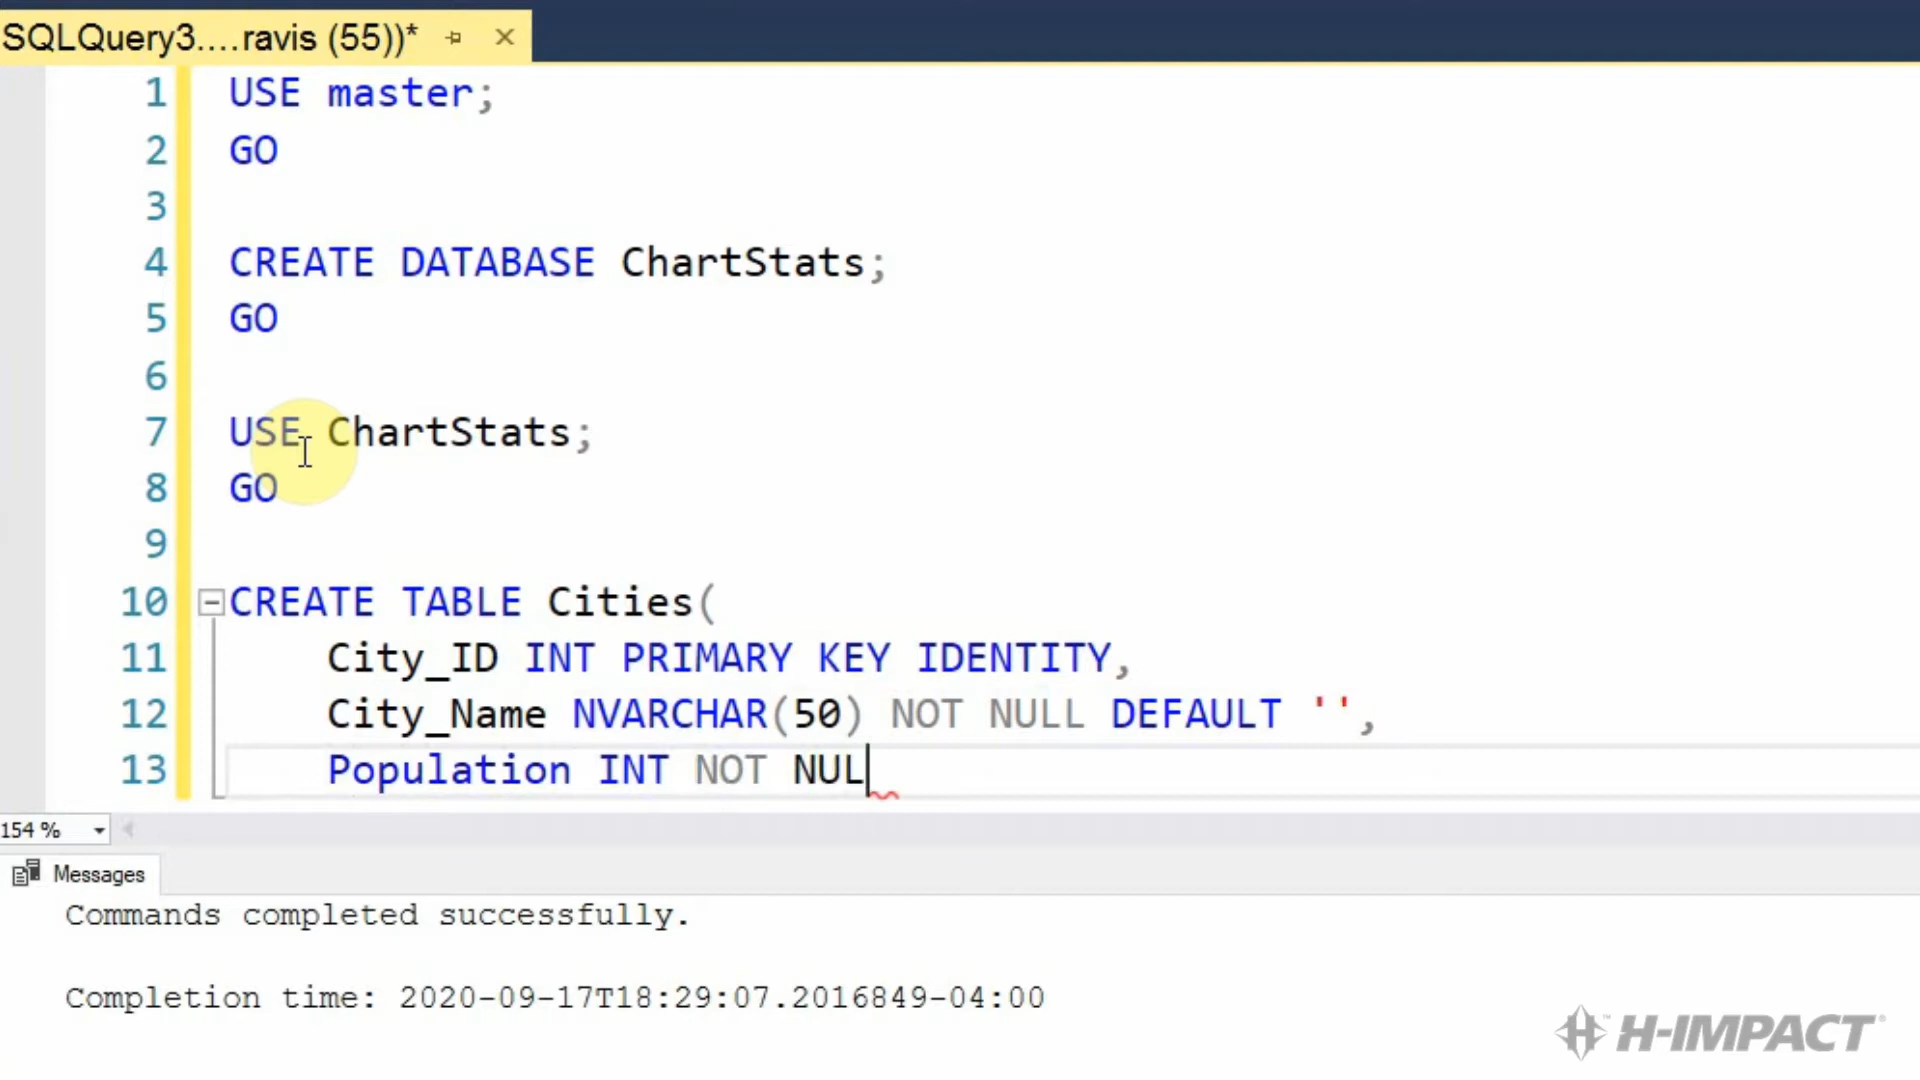 SQLQuery3....ravis (55))*
1 USE master;
2 GO
3
4 CREATE DATABASE ChartStats;
5 GO
6
7 USE ChartStats;
8 GO
9
10 CREATE TABLE Cities(
11 City_ID INT PRIMARY KEY IDENTITY,
12 City_Name NVARCHAR(50) NOT NULL DEFAULT '',
13 Population INT NOT NUL
154 %
Messages
Commands completed successfully.
Completion time: 2020-09-17T18:29:07.2016849-04:00
H-IMPACT